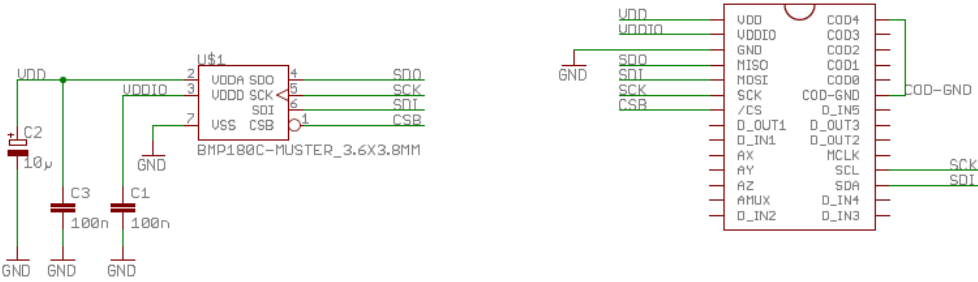 U$1
VDD
2 VDDA SDO 4 SDO
VDDIO 3 VDDD SCK 5 SCK
SDI 6 SDI
7 VSS CSB 1 CSB
GND
BMP180C-MUSTER_3.6X3.8MM
+
C2
10µ
C3
100n
C1
100n
GND GND GND
VDD VDD COD4
VDDIO VDDIO COD3
GND COD2
GND
SDO MISO COD1
SDI MOSI COD0
SCK SCK COD-GND COD-GND
CSB /CS D_IN5
D_OUT1 D_OUT3
D_IN1 D_OUT2
AX MCLK
AY SCL SCK
AZ SDA SDI
AMUX D_IN4
D_IN2 D_IN3